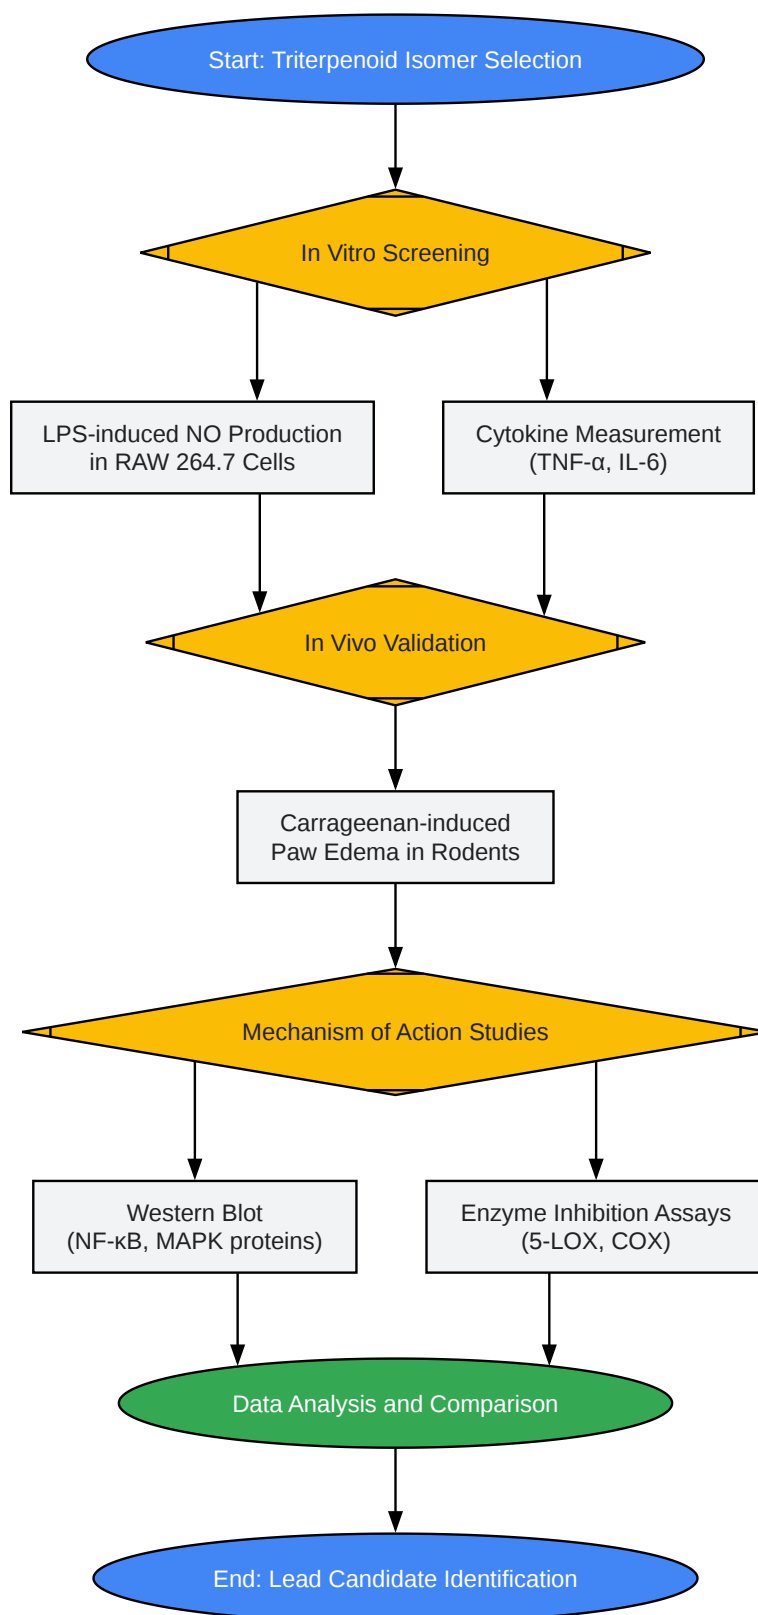 Start: Triterpenoid Isomer Selection
In Vitro Screening
LPS-induced NO Production
in RAW 264.7 Cells
Cytokine Measurement
(TNF-α, IL-6)
In Vivo Validation
Carrageenan-induced
Paw Edema in Rodents
Mechanism of Action Studies
Western Blot
(NF-κB, MAPK proteins)
Enzyme Inhibition Assays
(5-LOX, COX)
Data Analysis and Comparison
End: Lead Candidate Identification